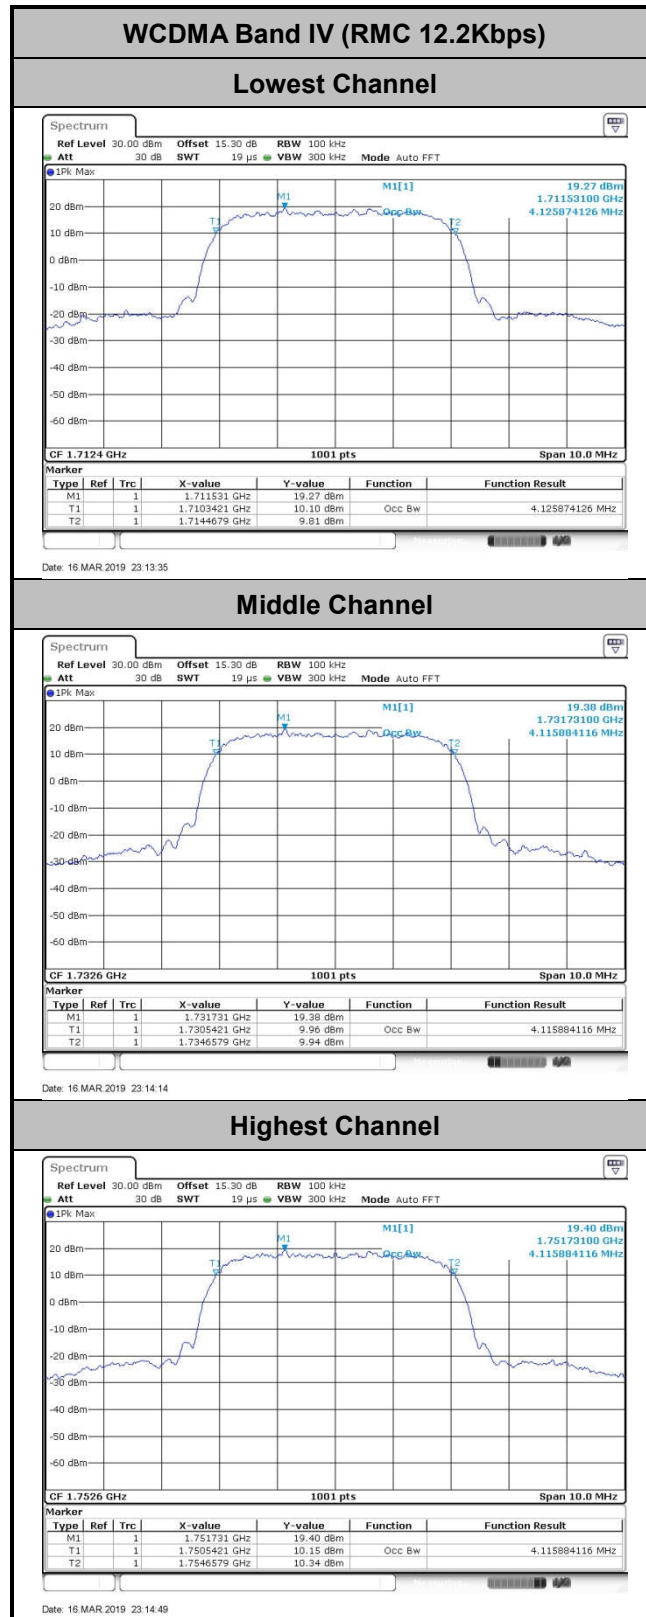 WCDMA Band IV (RMC 12.2Kbps)
Lowest Channel
Spectrum
Ref Level 30.00 dBm Offset 15.30 dB RBW 100 kHz
Att 30 dB SWT 19 µs VBW 300 kHz Mode Auto FFT
1Pk Max
M1[1] 19.27 dBm
1.71153100 GHz
Occ Bw 4.125874126 MHz
M1
T1
T2
20 dBm
10 dBm
0 dBm
-10 dBm
-20 dBm
-30 dBm
-40 dBm
-50 dBm
-60 dBm
CF 1.7124 GHz 1001 pts Span 10.0 MHz
Marker
Type Ref Trc X-value Y-value Function Function Result
M1 1 1.711531 GHz 19.27 dBm
T1 1 1.7103421 GHz 10.10 dBm Occ Bw 4.125874126 MHz
T2 1 1.7144679 GHz 9.81 dBm
Date: 16.MAR.2019 23:13:35
Middle Channel
Spectrum
Ref Level 30.00 dBm Offset 15.30 dB RBW 100 kHz
Att 30 dB SWT 19 µs VBW 300 kHz Mode Auto FFT
1Pk Max
M1[1] 19.38 dBm
1.73173100 GHz
Occ Bw 4.115884116 MHz
M1
T1
T2
20 dBm
10 dBm
0 dBm
-10 dBm
-20 dBm
-30 dBm
-40 dBm
-50 dBm
-60 dBm
CF 1.7326 GHz 1001 pts Span 10.0 MHz
Marker
Type Ref Trc X-value Y-value Function Function Result
M1 1 1.731731 GHz 19.38 dBm
T1 1 1.7305421 GHz 9.96 dBm Occ Bw 4.115884116 MHz
T2 1 1.7346579 GHz 9.94 dBm
Date: 16.MAR.2019 23:14:14
Highest Channel
Spectrum
Ref Level 30.00 dBm Offset 15.30 dB RBW 100 kHz
Att 30 dB SWT 19 µs VBW 300 kHz Mode Auto FFT
1Pk Max
M1[1] 19.40 dBm
1.75173100 GHz
Occ Bw 4.115884116 MHz
M1
T1
T2
20 dBm
10 dBm
0 dBm
-10 dBm
-20 dBm
-30 dBm
-40 dBm
-50 dBm
-60 dBm
CF 1.7526 GHz 1001 pts Span 10.0 MHz
Marker
Type Ref Trc X-value Y-value Function Function Result
M1 1 1.751731 GHz 19.40 dBm
T1 1 1.7505421 GHz 10.15 dBm Occ Bw 4.115884116 MHz
T2 1 1.7546579 GHz 10.34 dBm
Date: 16.MAR.2019 23:14:49